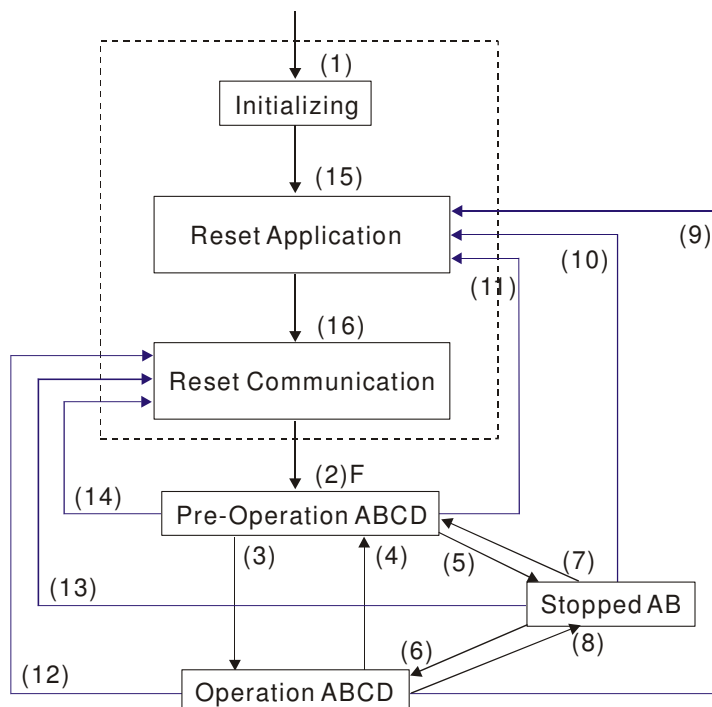 (1)
Initializing
(15)
Reset Application
(9)
(10)
(11)
(16)
Reset Communication
(2)F
(14)
Pre-Operation ABCD
(3)
(4)
(5)
(7)
(13)
Stopped AB
(6)
(8)
(12)
Operation ABCD